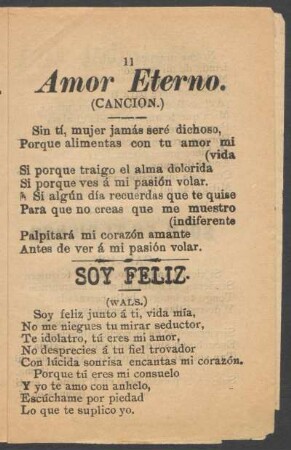 11
Amor Eterno.
(CANCION.)
Sin tí, mujer jamás seré dichoso,
Porque alimentas con tu amor mi
(vida
Si porque traigo el alma dolorida
Si porque ves á mi pasión volar.
Si algún día recuerdas que te quise
Para que no creas que me muestro
(indiferente
Palpitará mi corazón amante
Antes de ver á mi pasión volar.
SOY FELIZ.
(WALS.)
Soy feliz junto á ti, vida mía,
No me niegues tu mirar seductor,
Te idolatro, tú eres mi amor,
No desprecies á tu fiel trovador
Con lúcida sonrisa encantas mi corazón.
Porque tú eres mi consuelo
Y yo te amo con anhelo,
Escúchame por piedad
Lo que te suplico yo.